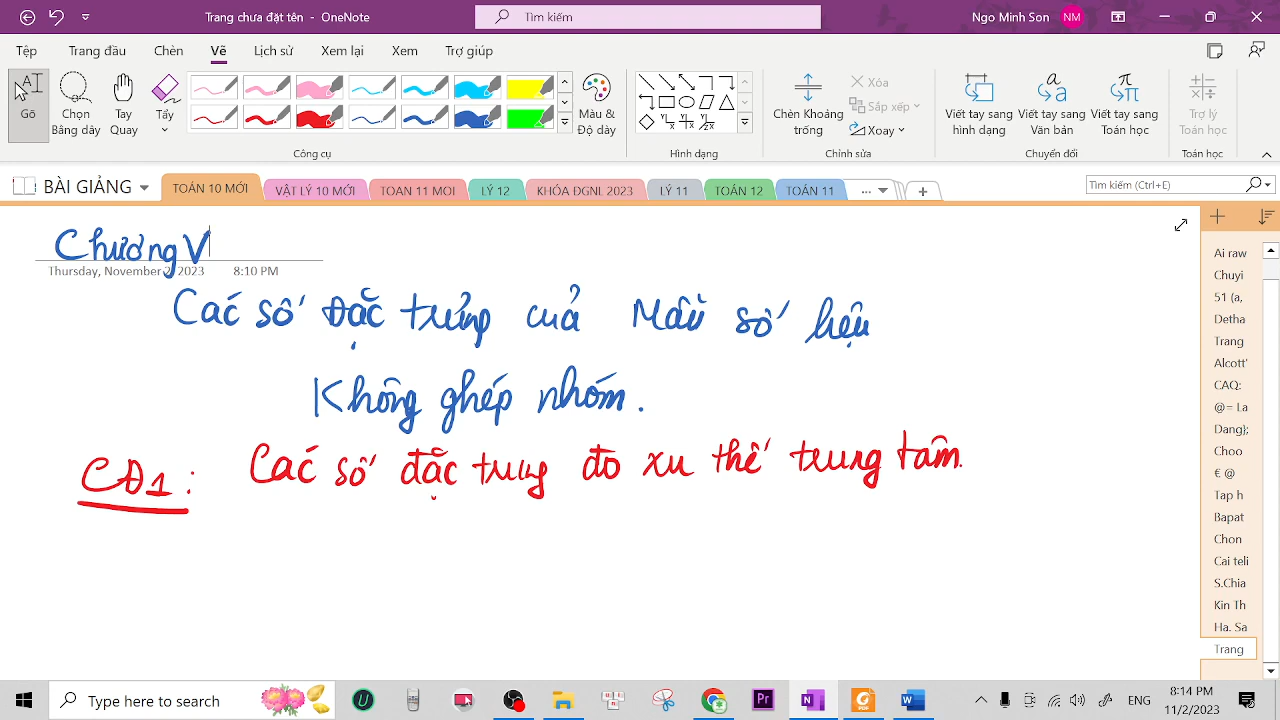 Trang chưa đặt tên - OneNote
Tìm kiếm
Ngo Minh Son NM
Tệp Trang đầu Chèn Vẽ Lịch sử Xem lại Xem Trợ giúp
Gõ
Chọn Bằng dây
Tay Quay
Tẩy
Màu & Độ dày
Chèn Khoảng trống
Xóa
Sắp xếp
Xoay
Viết tay sang hình dạng
Viết tay sang Văn bản
Viết tay sang Toán học
Trợ lý Toán học
Công cụ Hình dạng Chỉnh sửa Chuyển đổi Toán học
BÀI GIẢNG TOÁN 10 MỚI VẬT LÝ 10 MỚI TOAN 11 MOI LÝ 12 KHÓA ĐGNL 2023 LÝ 11 TOÁN 12 TOÁN 11 ... Tìm kiếm (Ctrl+E)
Chương V
Thursday, November 2, 2023 8:10 PM
Các số Đặc trưng của Mẫu số liệu
Không ghép nhóm.
CĐ1: Các số đặc trưng đo xu thế trung tâm.
Ai raw
Chuyi
51 (a,
Detha
Trang
Alcott'
CAQ:
@ = La
Dang;
Choo
€ @:
Tap h
Bapat
Chon
Cai teli
S.Chia
Kin Th
Ha. Sa
Trang
Type here to search
ENG
8:14 PM
11/2/2023